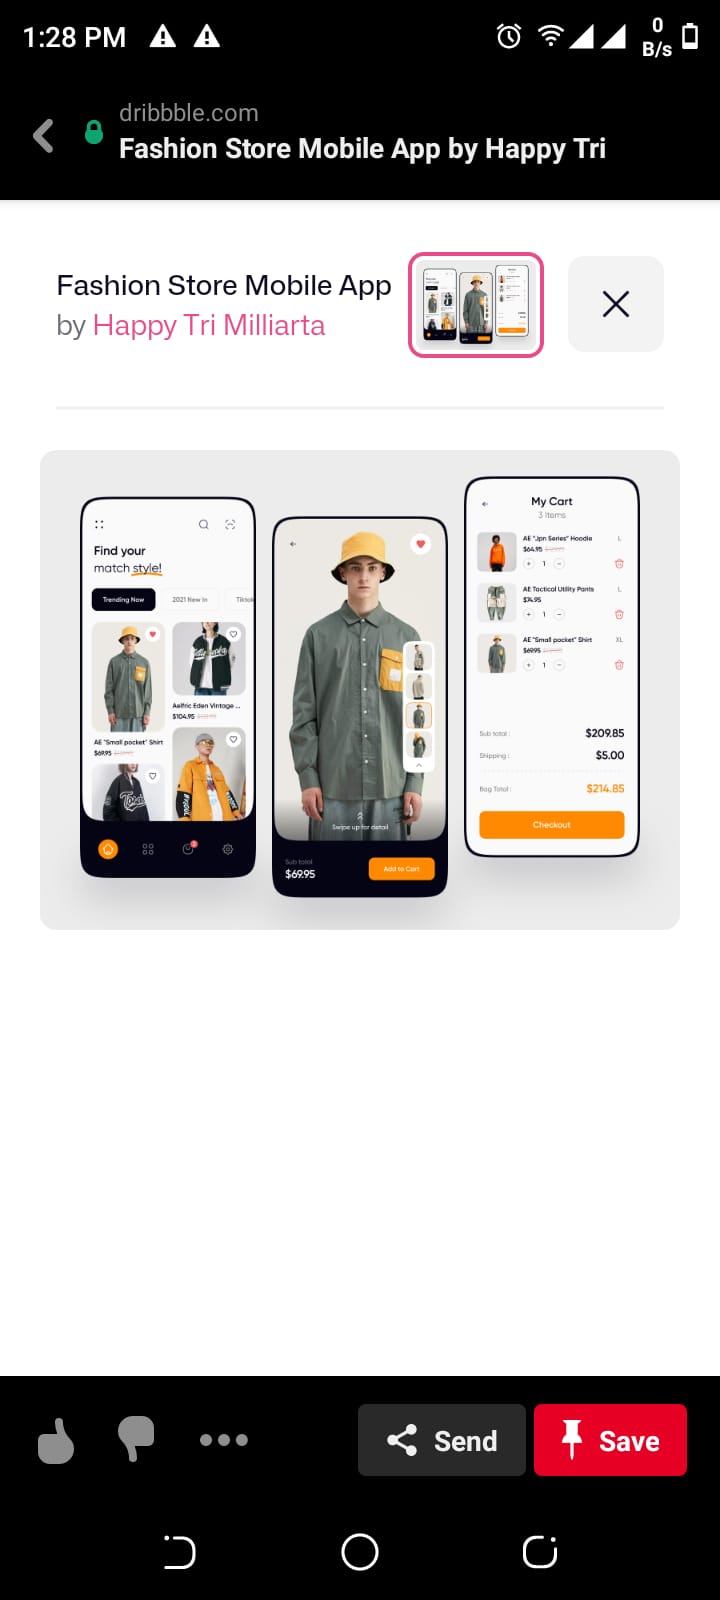 1:28 PM
0
B/s
dribbble.com
Fashion Store Mobile App by Happy Tri
Fashion Store Mobile App
by Happy Tri Milliarta
Find your
match style!
Trending Now
2021 New In
Tiktok
AE "Small pocket" Shirt
$69.95
Aelfric Eden Vintage ...
$104.95
Swipe up for detail
Sub total
$69.95
Add to Cart
My Cart
3 Items
AE "Jpn Series" Hoodie
L
$64.95
+ 1 −
AE Tactical Utility Pants
L
$74.95
+ 1 −
AE "Small pocket" Shirt
XL
$69.95
+ 1 −
Sub total :
$209.85
Shipping :
$5.00
Bag Total :
$214.85
Checkout
Send
Save